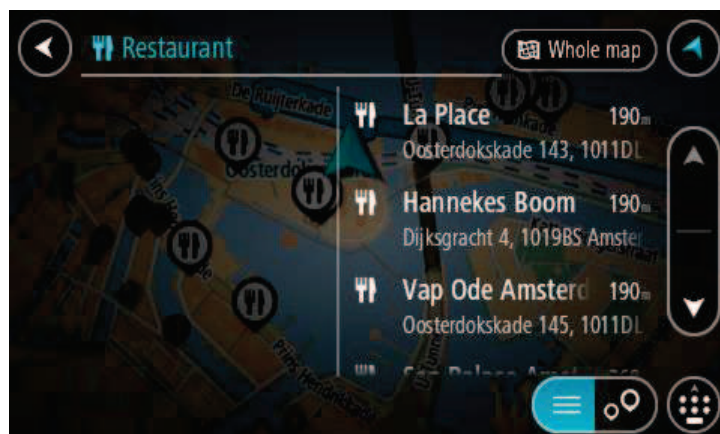 Restaurant
Whole map
De Ruijterkade
La Place 190m
Oosterdokskade 143, 1011DL
Hannekes Boom 190m
Dijksgracht 4, 1019BS Amster
Vap Ode Amsterd 190m
Oosterdokskade 145, 1011DL
Prins Hendrikkade